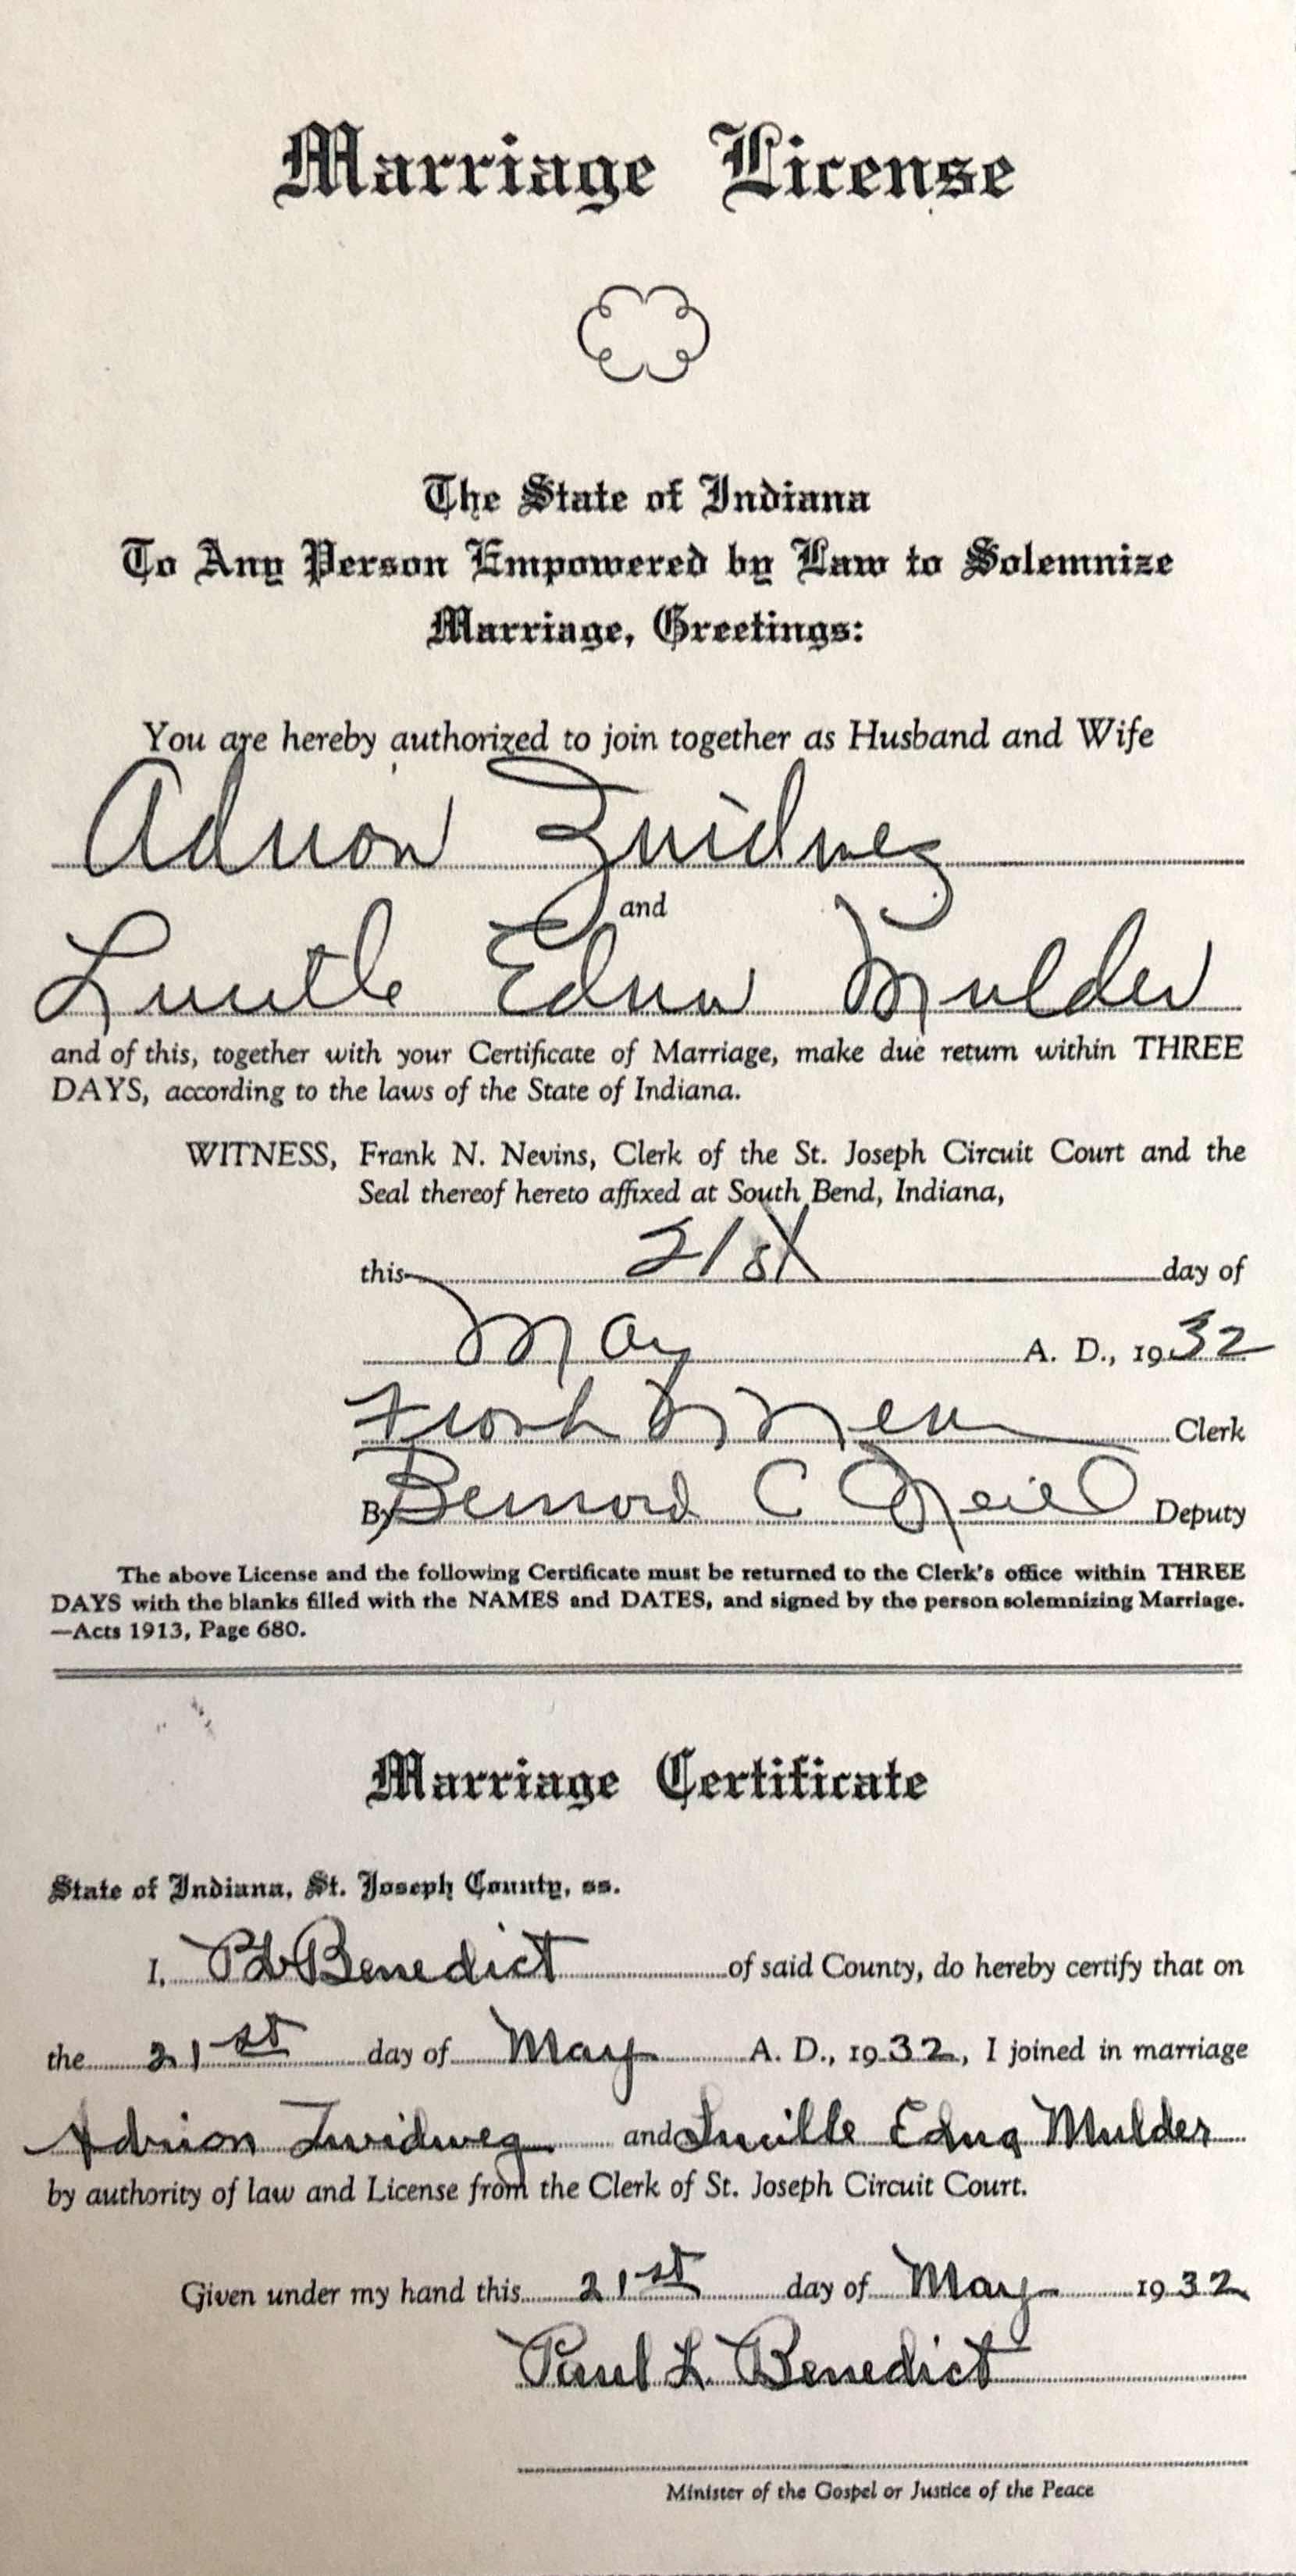 Marriage License
The State of Indiana
To Any Person Empowered by Law to Solemnize
Marriage, Greetings:
You are hereby authorized to join together as Husband and Wife
Adrion Zuidweg
and
Lucille Edna Mulder
and of this, together with your Certificate of Marriage, make due return within THREE
DAYS, according to the laws of the State of Indiana.
WITNESS, Frank N. Nevins, Clerk of the St. Joseph Circuit Court and the
Seal thereof hereto affixed at South Bend, Indiana,
this 21st day of
May A. D., 1932
Frank N Nevins Clerk
By Bernard C O'Neill Deputy
The above License and the following Certificate must be returned to the Clerk's office within THREE
DAYS with the blanks filled with the NAMES and DATES, and signed by the person solemnizing Marriage.
—Acts 1913, Page 680.
Marriage Certificate
State of Indiana, St. Joseph County, ss.
I, P L Benedict of said County, do hereby certify that on
the 21st day of May A. D., 1932, I joined in marriage
Adrion Zuidweg and Lucille Edna Mulder
by authority of law and License from the Clerk of St. Joseph Circuit Court.
Given under my hand this 21st day of May 1932
Paul L. Benedict
Minister of the Gospel or Justice of the Peace